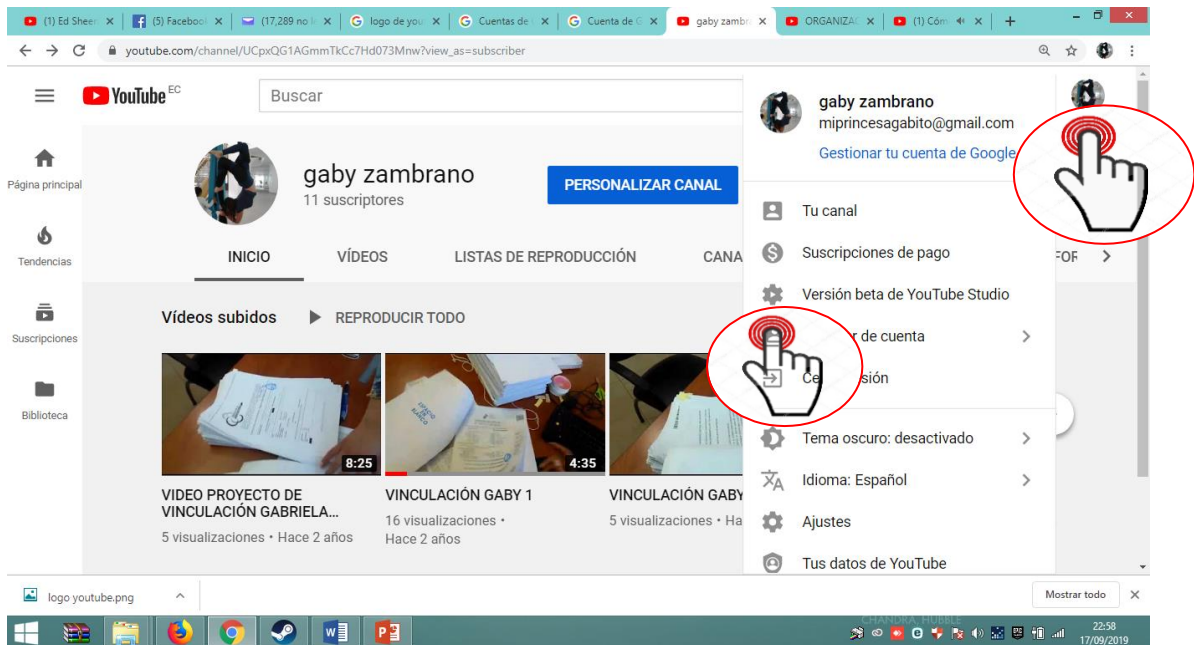 (1) Ed Sheer
(5) Faceboo
(17,289 no l
logo de you
Cuentas de
Cuenta de G
gaby zambr
ORGANIZAC
(1) Cóm
youtube.com/channel/UCpxQG1AGmmTkCc7Hd073Mnw?view_as=subscriber
YouTube EC
Buscar
gaby zambrano
miprincesagabito@gmail.com
Gestionar tu cuenta de Google
Página principal
Tendencias
Suscripciones
Biblioteca
gaby zambrano
11 suscriptores
PERSONALIZAR CANAL
INICIO VÍDEOS LISTAS DE REPRODUCCIÓN CANA
FOR
Vídeos subidos REPRODUCIR TODO
8:25
4:35
VIDEO PROYECTO DE
VINCULACIÓN GABRIELA...
5 visualizaciones • Hace 2 años
VINCULACIÓN GABY 1
16 visualizaciones •
Hace 2 años
VINCULACIÓN GABY
5 visualizaciones • Ha
Tu canal
Suscripciones de pago
Versión beta de YouTube Studio
r de cuenta
Ce sión
Tema oscuro: desactivado
Idioma: Español
Ajustes
Tus datos de YouTube
logo youtube.png
Mostrar todo
CHANDRA, HUBBLE
22:58
17/09/2019